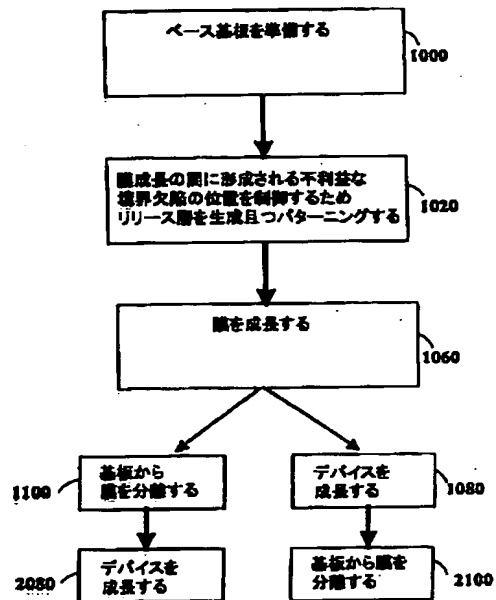 ベース基板を準備する
1000
膜成長の間に形成される不利益な
境界欠陥の位置を制御するため
リリース層を生成且つパターニングする
1020
膜を成長する
1060
基板から
膜を分離する
1100
デバイスを
成長する
1080
デバイスを
成長する
2080
基板から膜を
分離する
2100